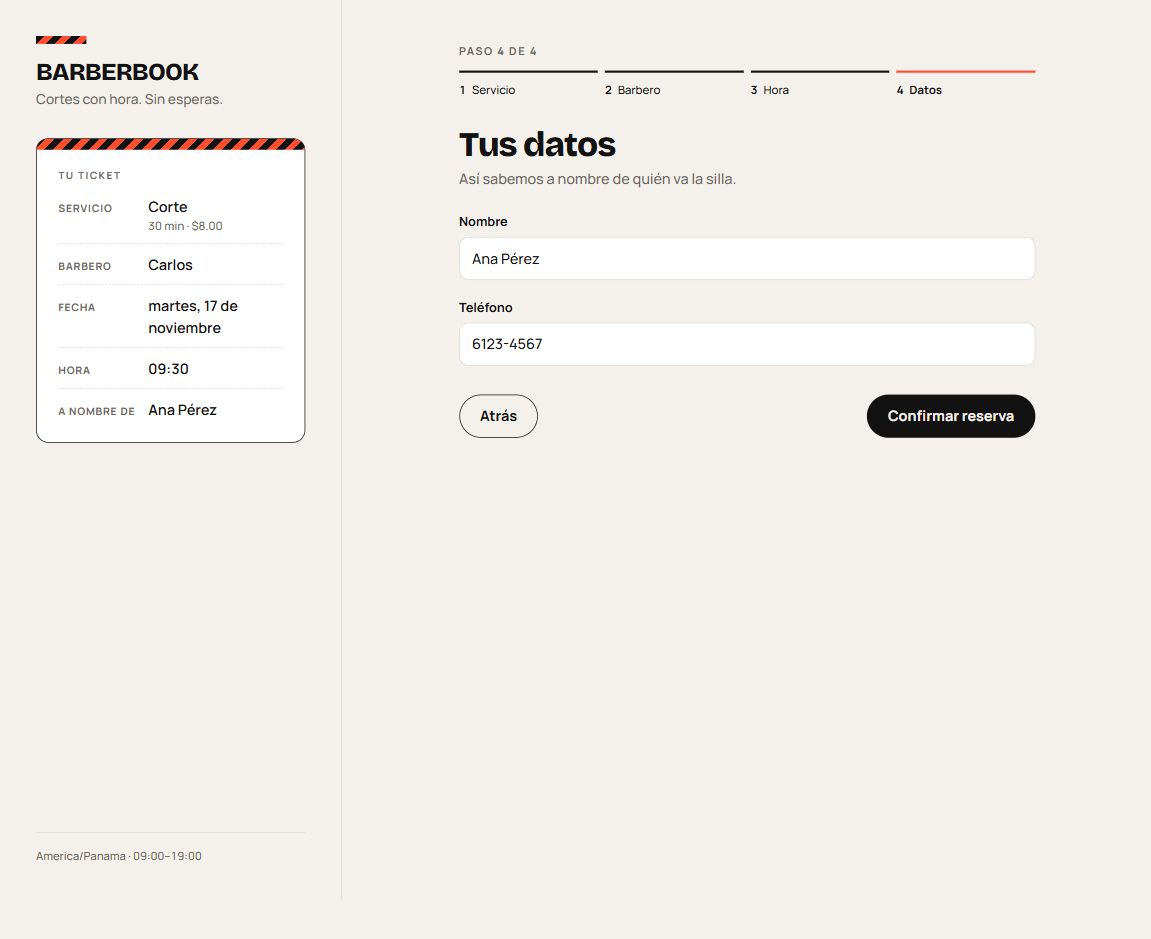 BARBERBOOK
Cortes con hora. Sin esperas.
TU TICKET
SERVICIO Corte
30 min · $8.00
BARBERO Carlos
FECHA martes, 17 de
noviembre
HORA 09:30
A NOMBRE DE Ana Pérez
America/Panama · 09:00–19:00
PASO 4 DE 4
1 Servicio 2 Barbero 3 Hora 4 Datos
Tus datos
Así sabemos a nombre de quién va la silla.
Nombre
Ana Pérez
Teléfono
6123-4567
Atrás Confirmar reserva